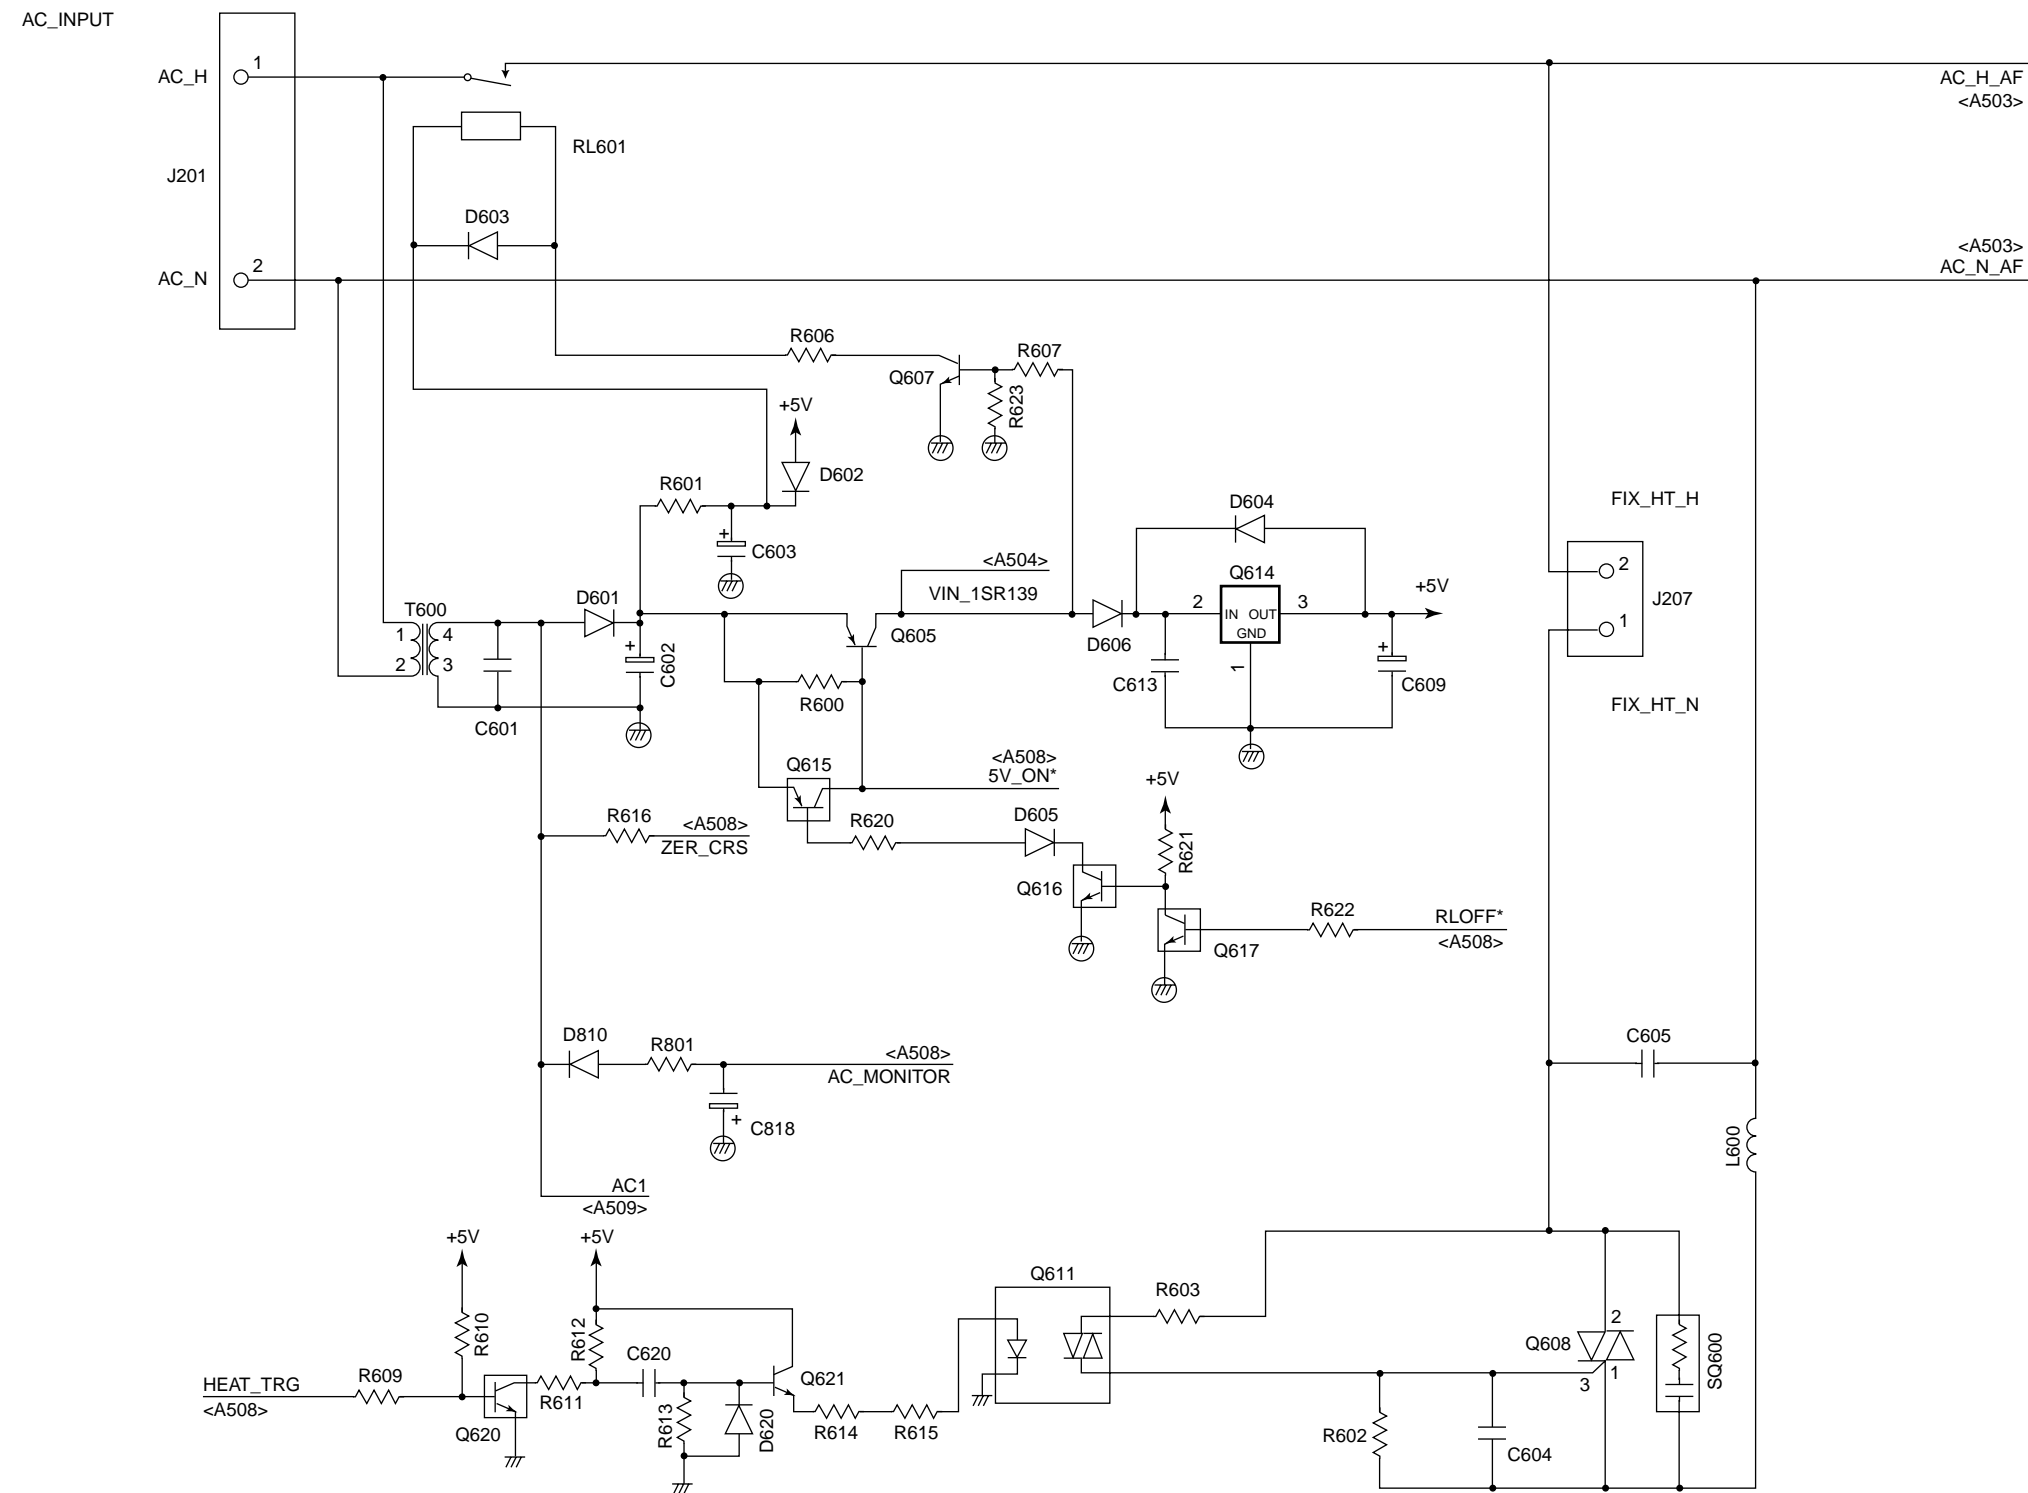 AC_INPUT
AC_H
1
AC_H_AF
<A503>
RL601
J201
D603
<A503>
AC_N
2
AC_N_AF
R606
R607
Q607
R623
+5V
D602
R601
C603
D604
FIX_HT_H
<A504>
VIN_1SR139
Q614
+5V
2
J207
1
T600
1
4
2
3
D601
C602
+
+
Q605
D606
2
IN OUT
GND
3
1
+
C613
C609
R600
C601
FIX_HT_N
Q615
<A508>
5V_ON*
+5V
R616
<A508>
ZER_CRS
R620
D605
R621
Q616
R622
RLOFF*
<A508>
Q617
D810
R801
<A508>
AC_MONITOR
+
C818
C605
L600
AC1
<A509>
+5V
+5V
R610
R612
C620
Q611
R603
Q608
2
1
3
SQ600
HEAT_TRG
<A508>
R609
R611
Q620
R613
D620
Q621
R614
R615
R602
C604